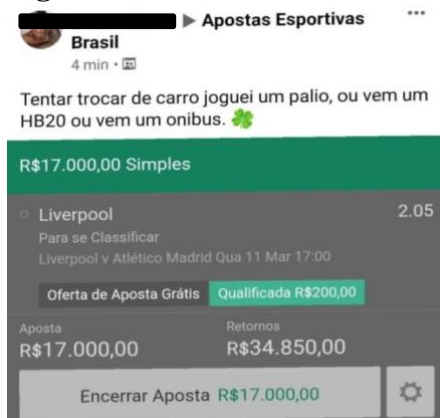 ▶ Apostas Esportivas
Brasil
4 min •
Tentar trocar de carro joguei um palio, ou vem um
HB20 ou vem um onibus. 🍀
R$17.000,00 Simples
Liverpool 2.05
Para se Classificar
Liverpool v Atlético Madrid Qua 11 Mar 17:00
Oferta de Aposta Grátis Qualificada R$200,00
Aposta Retornos
R$17.000,00 R$34.850,00
Encerrar Aposta R$17.000,00